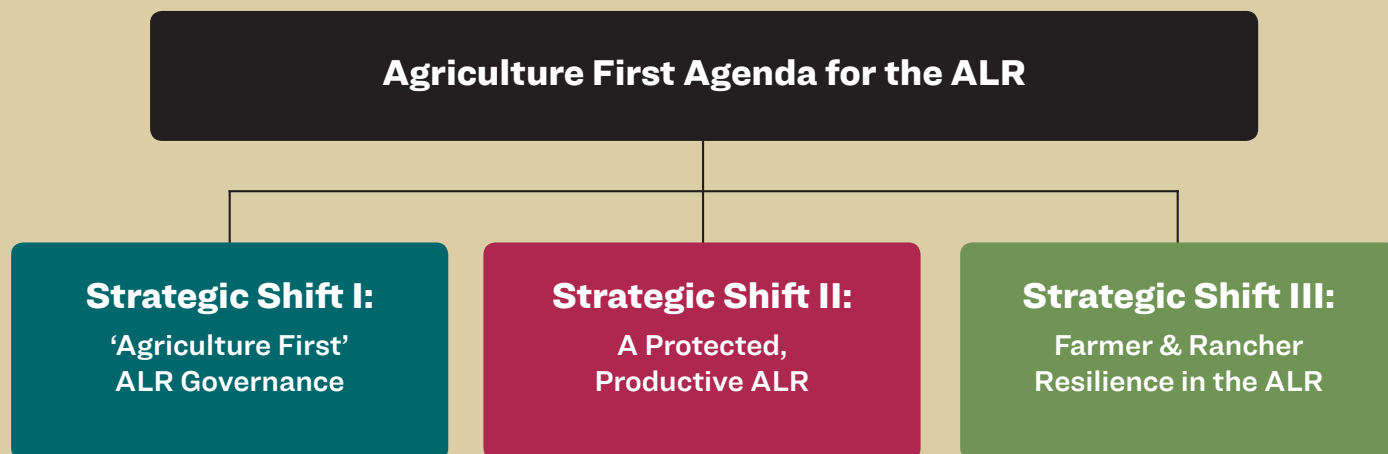 Agriculture First Agenda for the ALR
Strategic Shift I:
‘Agriculture First’
ALR Governance
Strategic Shift II:
A Protected,
Productive ALR
Strategic Shift III:
Farmer & Rancher
Resilience in the ALR